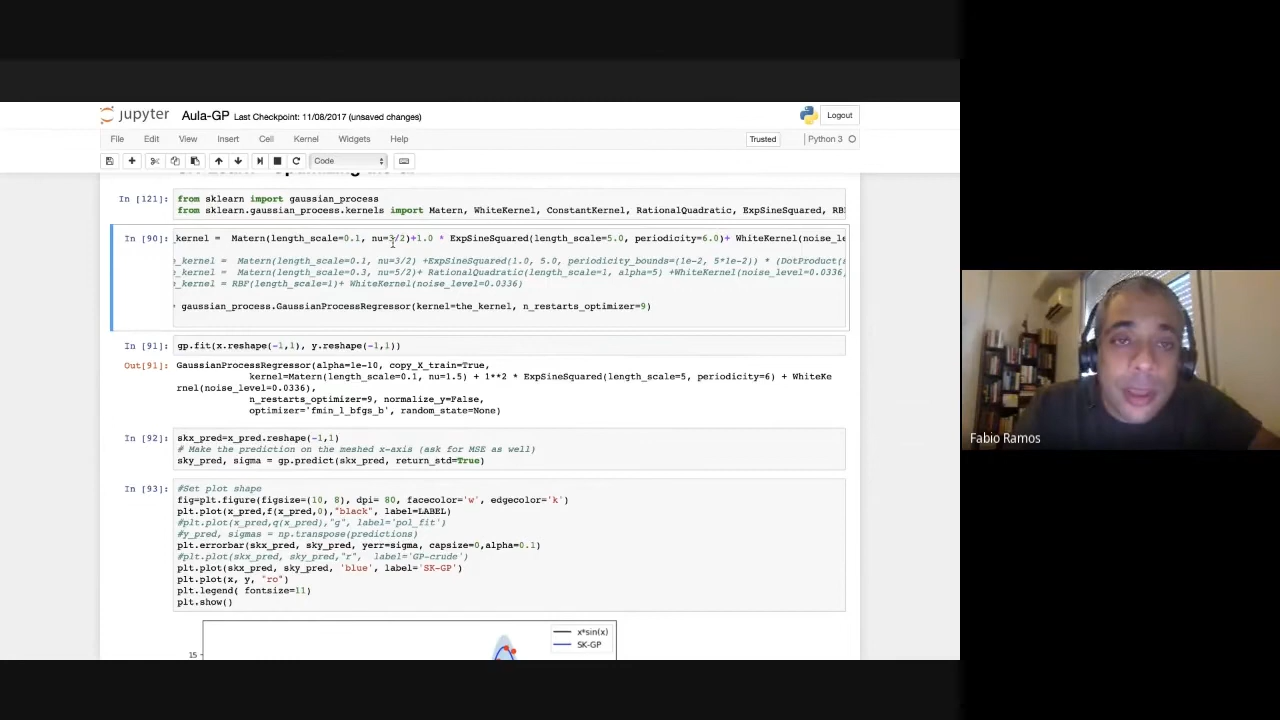 jupyter Aula-GP Last Checkpoint: 11/08/2017 (unsaved changes) Logout
File Edit View Insert Cell Kernel Widgets Help Trusted Python 3
Code
In [121]: from sklearn import gaussian_process
from sklearn.gaussian_process.kernels import Matern, WhiteKernel, ConstantKernel, RationalQuadratic, ExpSineSquared, RB
In [90]: _kernel = Matern(length_scale=0.1, nu=3/2)+1.0 * ExpSineSquared(length_scale=5.0, periodicity=6.0)+ WhiteKernel(noise_le
_kernel = Matern(length_scale=0.1, nu=3/2) +ExpSineSquared(1.0, 5.0, periodicity_bounds=(1e-2, 5*1e-2)) * (DotProduct(s
_kernel = Matern(length_scale=0.3, nu=5/2)+ RationalQuadratic(length_scale=1, alpha=5) +WhiteKernel(noise_level=0.0336)
_kernel = RBF(length_scale=1)+ WhiteKernel(noise_level=0.0336)
gaussian_process.GaussianProcessRegressor(kernel=the_kernel, n_restarts_optimizer=9)
In [91]: gp.fit(x.reshape(-1,1), y.reshape(-1,1))
Out[91]: GaussianProcessRegressor(alpha=1e-10, copy_X_train=True,
kernel=Matern(length_scale=0.1, nu=1.5) + 1**2 * ExpSineSquared(length_scale=5, periodicity=6) + WhiteKe
rnel(noise_level=0.0336),
n_restarts_optimizer=9, normalize_y=False,
optimizer='fmin_l_bfgs_b', random_state=None)
In [92]: skx_pred=x_pred.reshape(-1,1)
# Make the prediction on the meshed x-axis (ask for MSE as well)
sky_pred, sigma = gp.predict(skx_pred, return_std=True)
In [93]: #Set plot shape
fig=plt.figure(figsize=(10, 8), dpi= 80, facecolor='w', edgecolor='k')
plt.plot(x_pred,f(x_pred,0),"black", label=LABEL)
#plt.plot(x_pred,q(x_pred),"g", label='pol_fit')
#y_pred, sigmas = np.transpose(predictions)
plt.errorbar(skx_pred, sky_pred, yerr=sigma, capsize=0,alpha=0.1)
#plt.plot(skx_pred, sky_pred,"r", label='GP-crude')
plt.plot(skx_pred, sky_pred, 'blue', label='SK-GP')
plt.plot(x, y, "ro")
plt.legend( fontsize=11)
plt.show()
x*sin(x)
SK-GP
15
Fabio Ramos